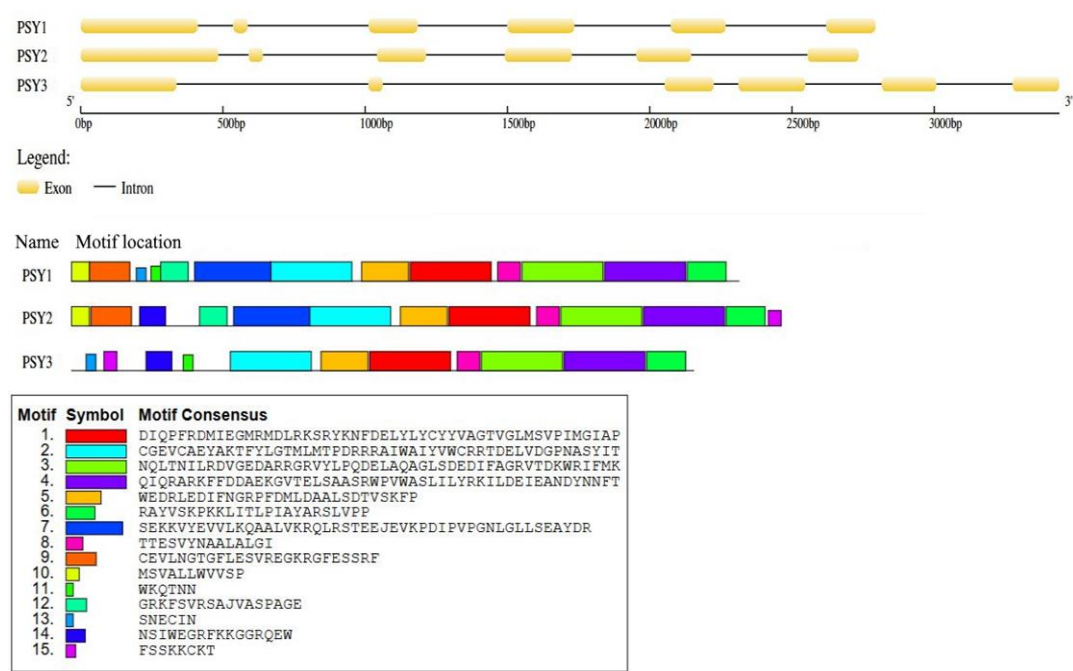 PSY1
PSY2
PSY3
5' 3'
0bp 500bp 1000bp 1500bp 2000bp 2500bp 3000bp
Legend:
Exon Intron
Name Motif location
PSY1
PSY2
PSY3
Motif Symbol Motif Consensus
1. DIQPFRDMIEGMRMDLRKSRYKNFDELYLYCYYVAGTVGLMSVPIMGIAP
2. CGEVCAEYAKTFYLGTMLMTPDRRRAIWAIYVWCRRTDELVDGPNASYIT
3. NQLTNILRDVGEDARRGRVYLPQDELAQAGLSDEDIFAGRVTDKWRIFMK
4. QIQRARKFFDDAEKGVTELSAASRWPVWASLILYRKILDEIEANDYNNFT
5. WEDRLEDIFNGRPFDMLDAALSDTVSKFP
6. RAYVSKPKKLITLPIAYARSLVPP
7. SEKKVYEVVLKQAALVKRQLRSTEEJEVKPDIPVPGNLGLLSEAYDR
8. TTESVYNAALALGI
9. CEVLNGTGFLESVREGKRGFESSRF
10. MSVALLWVVSP
11. WKQTNN
12. GRKFSVRSAJVASPAGE
13. SNECIN
14. NSIWEGRFKKGGRQEW
15. FSSKKCKT